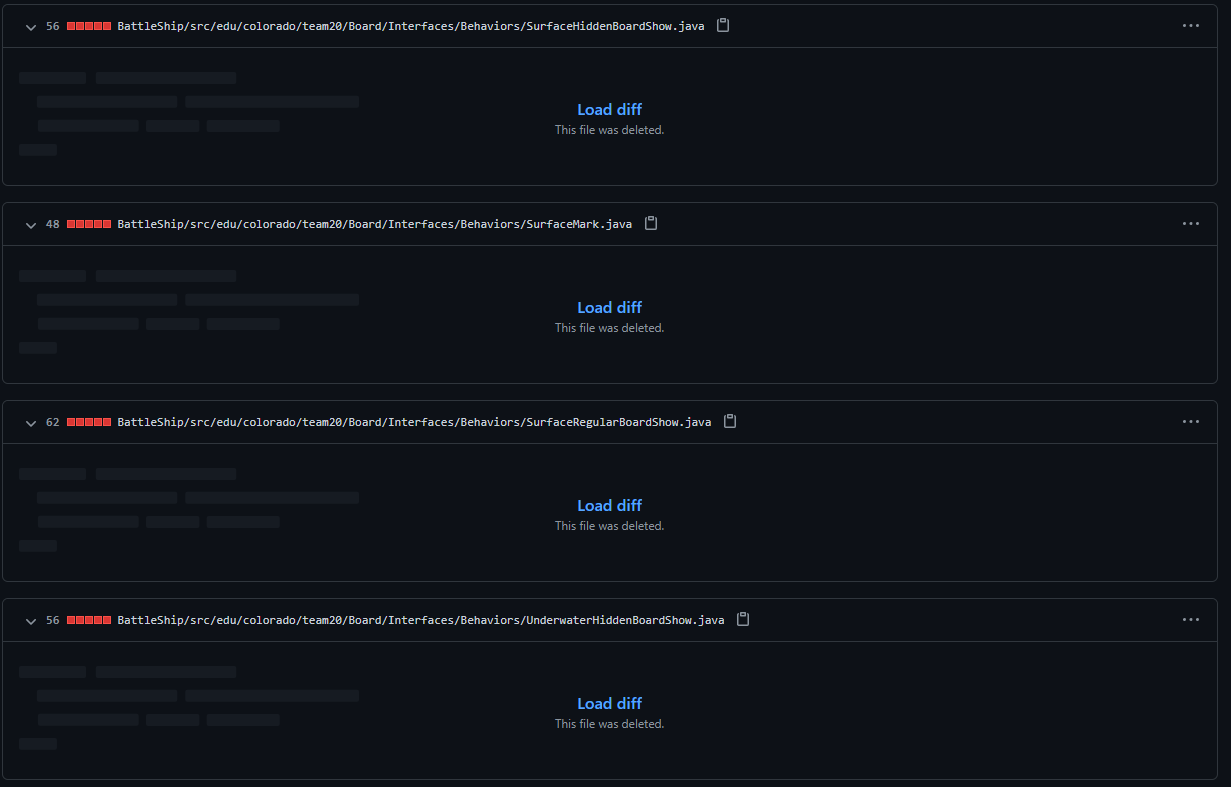 56 BattleShip/src/edu/colorado/team20/Board/Interfaces/Behaviors/SurfaceHiddenBoardShow.java
Load diff
This file was deleted.
48 BattleShip/src/edu/colorado/team20/Board/Interfaces/Behaviors/SurfaceMark.java
Load diff
This file was deleted.
62 BattleShip/src/edu/colorado/team20/Board/Interfaces/Behaviors/SurfaceRegularBoardShow.java
Load diff
This file was deleted.
56 BattleShip/src/edu/colorado/team20/Board/Interfaces/Behaviors/UnderwaterHiddenBoardShow.java
Load diff
This file was deleted.